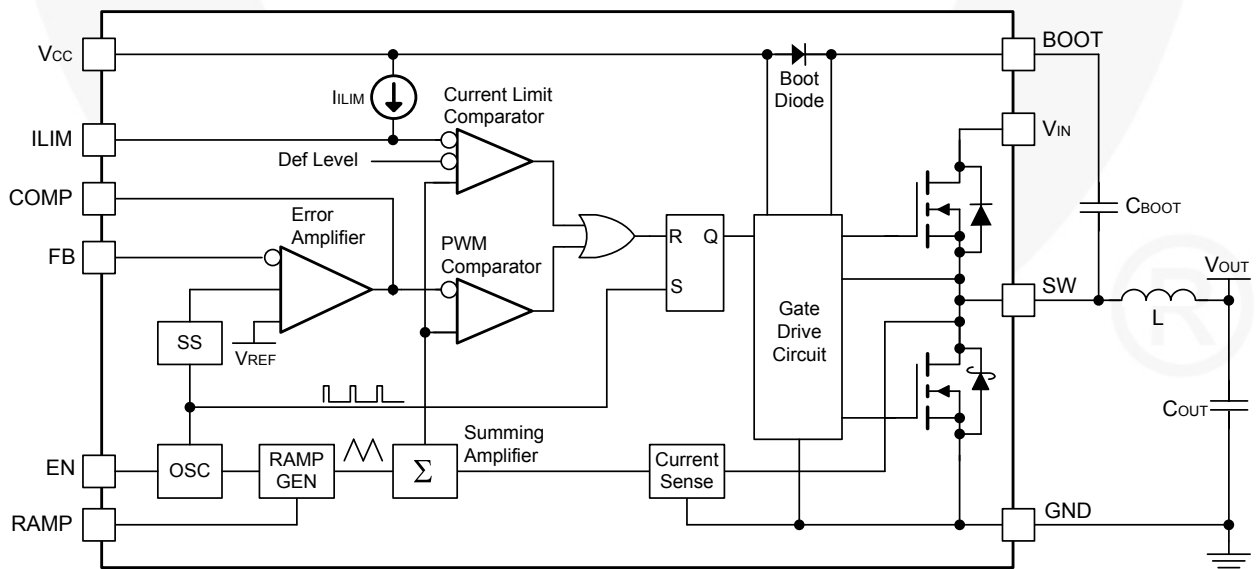 VCC
BOOT
Boot
Diode
IILIM
Current Limit
Comparator
VIN
ILIM
Def Level
COMP
CBOOT
Error
Amplifier
PWM
Comparator
R Q
S
FB
VOUT
SW
L
Gate
Drive
Circuit
SS
VREF
COUT
Summing
Amplifier
EN
OSC
RAMP
GEN
Σ
Current
Sense
RAMP
GND
®